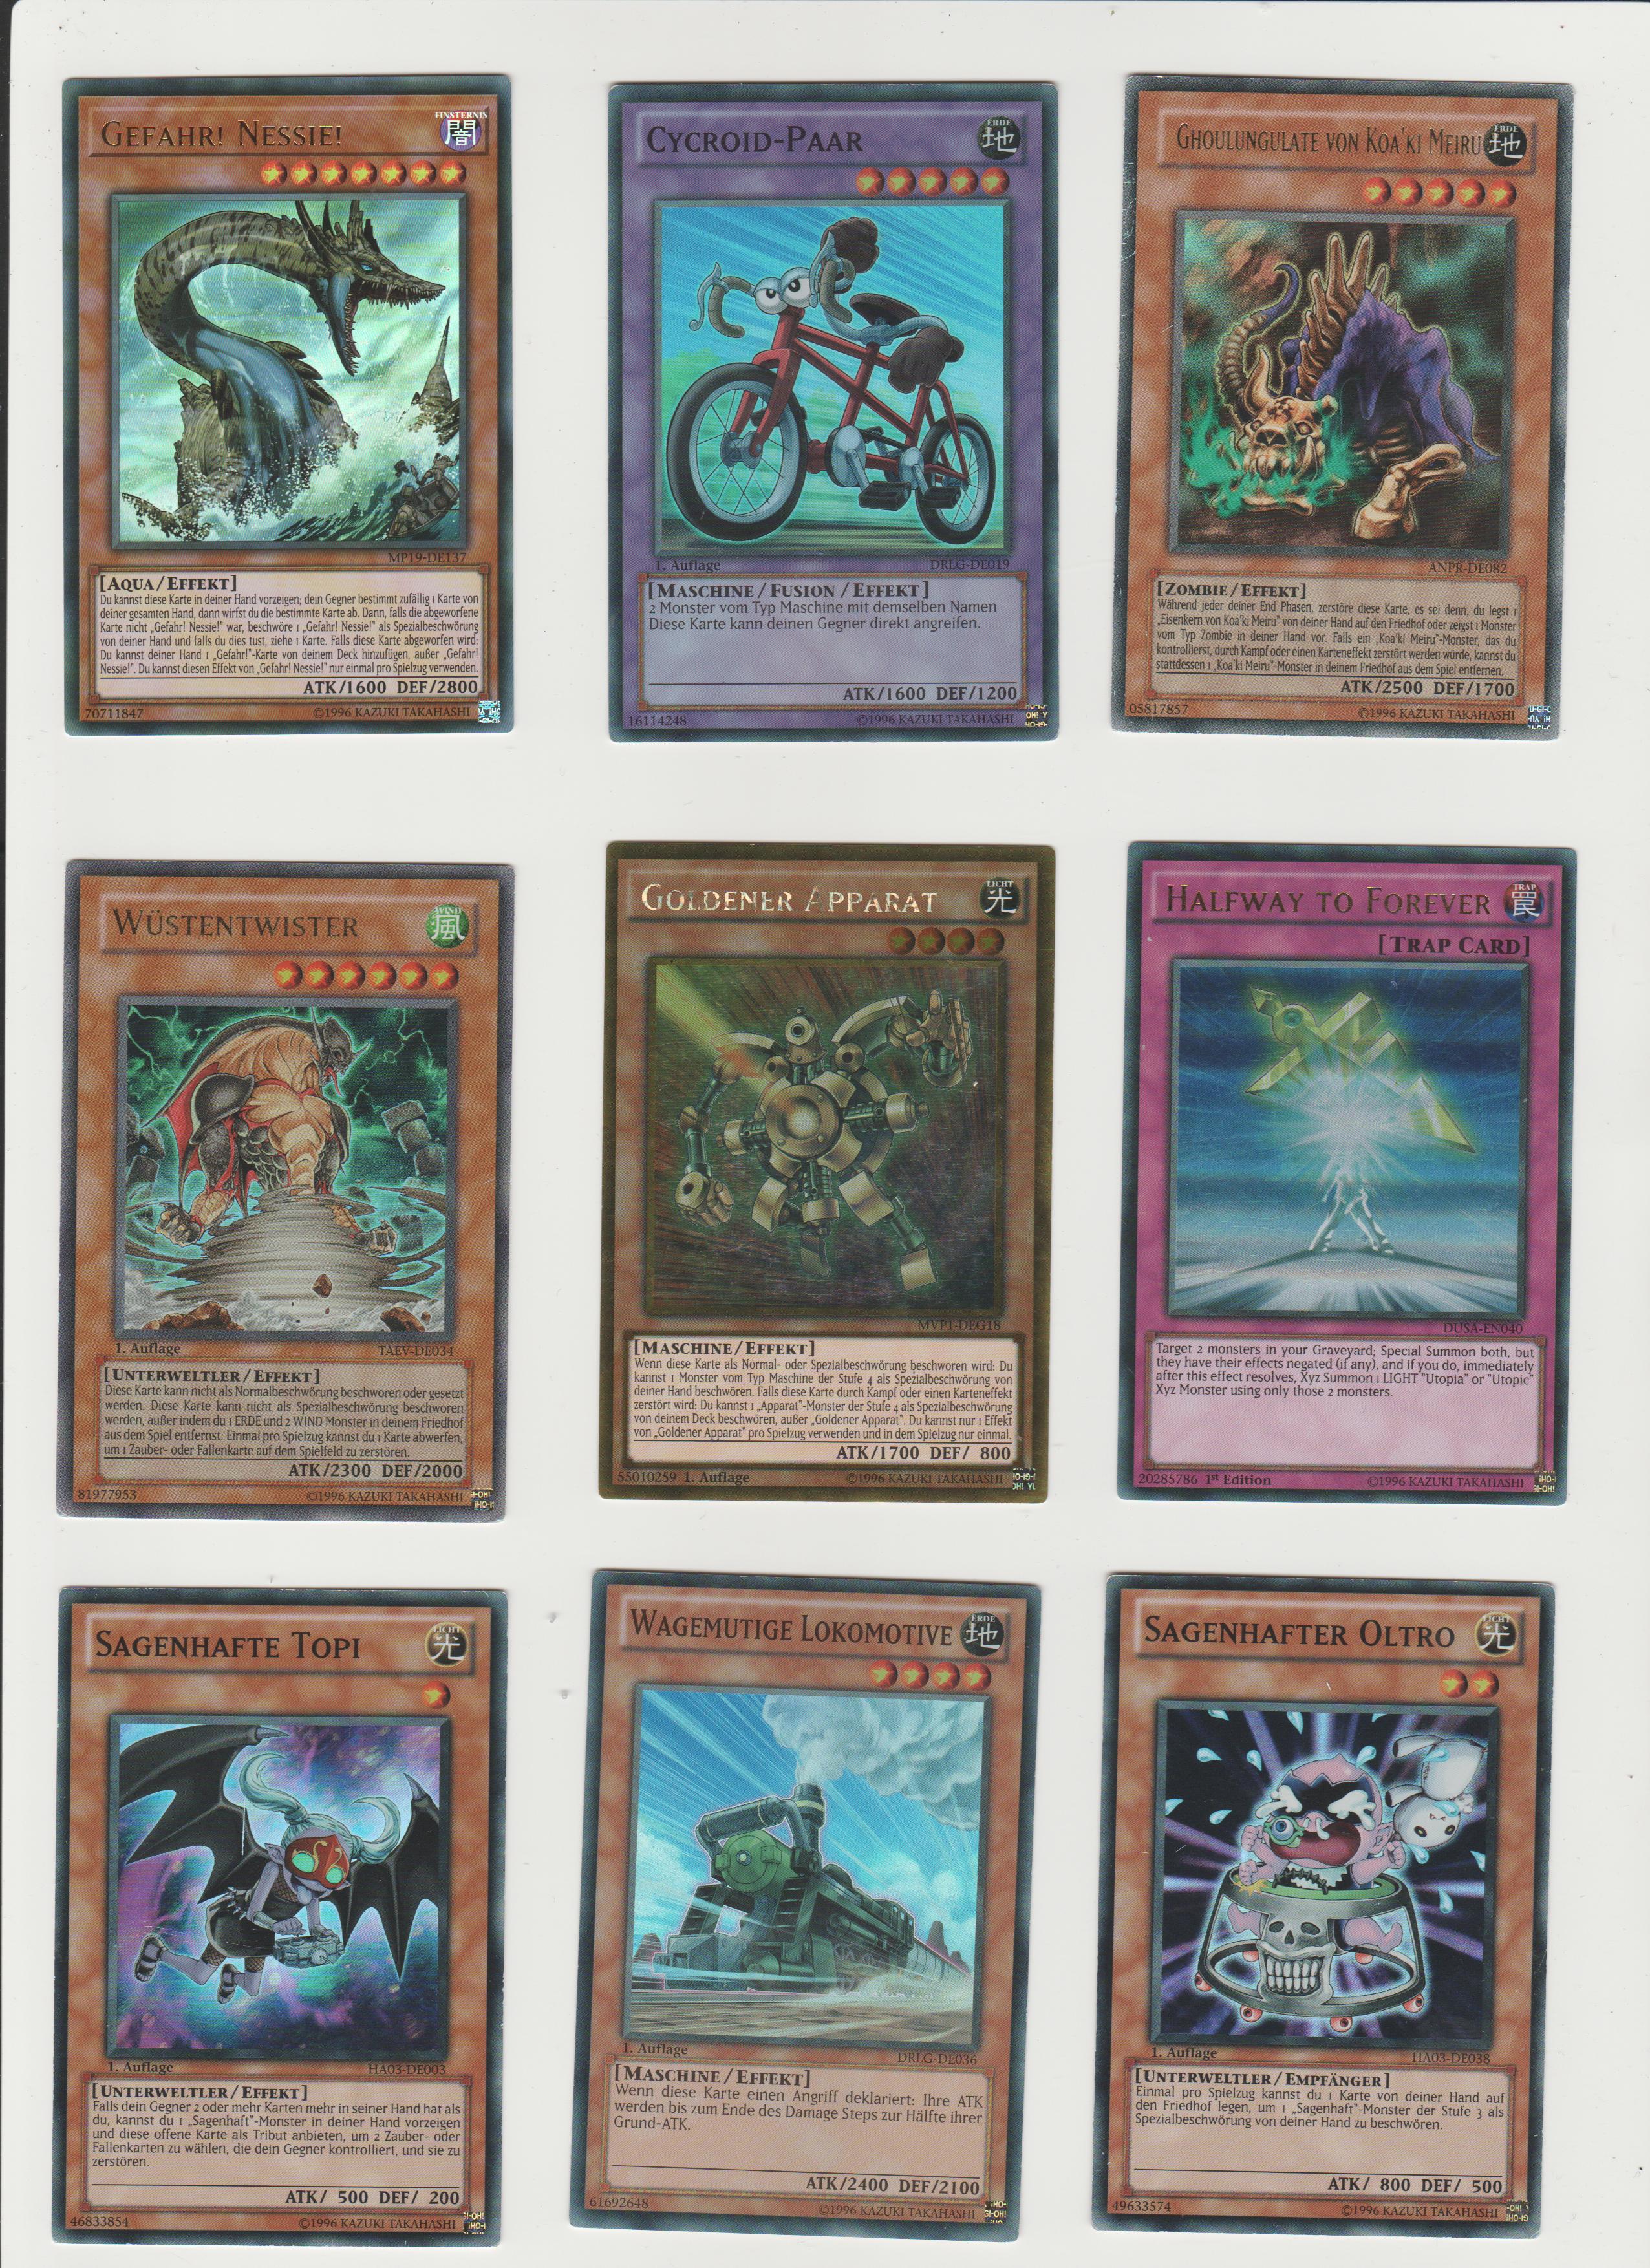 GEFAHR! NESSIE!
FINSTERNIS
闇
MP19-DE137
[AQUA/EFFEKT]
Du kannst diese Karte in deiner Hand vorzeigen; dein Gegner bestimmt zufällig 1 Karte von
deiner gesamten Hand, dann wirfst du die bestimmte Karte ab. Dann, falls die abgeworfene
Karte nicht „Gefahr! Nessie!" war, beschwöre 1 „Gefahr! Nessie!" als Spezialbeschwörung
von deiner Hand und falls du dies tust, ziehe 1 Karte. Falls diese Karte abgeworfen wird:
Du kannst deiner Hand 1 „Gefahr!"-Karte von deinem Deck hinzufügen, außer „Gefahr!
Nessie!". Du kannst diesen Effekt von „Gefahr! Nessie!" nur einmal pro Spielzug verwenden.
ATK/1600 DEF/2800
70711847
©1996 KAZUKI TAKAHASHI
CYCROID-PAAR
ERDE
地
1. Auflage
DRLG-DE019
[MASCHINE/FUSION/EFFEKT]
2 Monster vom Typ Maschine mit demselben Namen
Diese Karte kann deinen Gegner direkt angreifen.
ATK/1600 DEF/1200
16114248
©1996 KAZUKI TAKAHASHI
GHOULUNGULATE VON KOA'KI MEIRU
ERDE
地
ANPR-DE082
[ZOMBIE/EFFEKT]
Während jeder deiner End Phasen, zerstöre diese Karte, es sei denn, du legst 1
„Eisenkern von Koa'ki Meiru" von deiner Hand auf den Friedhof oder zeigst 1 Monster
vom Typ Zombie in deiner Hand vor. Falls ein „Koa'ki Meiru"-Monster, das du
kontrollierst, durch Kampf oder einen Karteneffekt zerstört werden würde, kannst du
stattdessen 1 „Koa'ki Meiru"-Monster in deinem Friedhof aus dem Spiel entfernen.
ATK/2500 DEF/1700
05817857
©1996 KAZUKI TAKAHASHI
WÜSTENTWISTER
WIND
風
1. Auflage
TAEV-DE034
[UNTERWELTLER/EFFEKT]
Diese Karte kann nicht als Normalbeschwörung beschworen oder gesetzt
werden. Diese Karte kann nicht als Spezialbeschwörung beschworen
werden, außer indem du 1 ERDE und 2 WIND Monster in deinem Friedhof
aus dem Spiel entfernst. Einmal pro Spielzug kannst du 1 Karte abwerfen,
um 1 Zauber- oder Fallenkarte auf dem Spielfeld zu zerstören.
ATK/2300 DEF/2000
81977953
©1996 KAZUKI TAKAHASHI
GOLDENER APPARAT
LICHT
光
MVP1-DEG18
[MASCHINE/EFFEKT]
Wenn diese Karte als Normal- oder Spezialbeschwörung beschworen wird: Du
kannst 1 Monster vom Typ Maschine der Stufe 4 als Spezialbeschwörung von
deiner Hand beschwören. Falls diese Karte durch Kampf oder einen Karteneffekt
zerstört wird: Du kannst 1 „Apparat"-Monster der Stufe 4 als Spezialbeschwörung
von deinem Deck beschwören, außer „Goldener Apparat". Du kannst nur 1 Effekt
von „Goldener Apparat" pro Spielzug verwenden und in dem Spielzug nur einmal.
ATK/1700 DEF/ 800
55010259 1. Auflage
©1996 KAZUKI TAKAHASHI
HALFWAY TO FOREVER
TRAP
罠
[TRAP CARD]
DUSA-EN040
Target 2 monsters in your Graveyard; Special Summon both, but
they have their effects negated (if any), and if you do, immediately
after this effect resolves, Xyz Summon 1 LIGHT "Utopia" or "Utopic"
Xyz Monster using only those 2 monsters.
20285786 1st Edition
©1996 KAZUKI TAKAHASHI
SAGENHAFTE TOPI
LICHT
光
1. Auflage
HA03-DE003
[UNTERWELTLER/EFFEKT]
Falls dein Gegner 2 oder mehr Karten mehr in seiner Hand hat als
du, kannst du 1 „Sagenhaft"-Monster in deiner Hand vorzeigen
und diese offene Karte als Tribut anbieten, um 2 Zauber- oder
Fallenkarten zu wählen, die dein Gegner kontrolliert, und sie zu
zerstören.
ATK/ 500 DEF/ 200
46833854
©1996 KAZUKI TAKAHASHI
WAGEMUTIGE LOKOMOTIVE
ERDE
地
1. Auflage
DRLG-DE036
[MASCHINE/EFFEKT]
Wenn diese Karte einen Angriff deklariert: Ihre ATK
werden bis zum Ende des Damage Steps zur Hälfte ihrer
Grund-ATK.
ATK/2400 DEF/2100
61692648
©1996 KAZUKI TAKAHASHI
SAGENHAFTER OLTRO
LICHT
光
1. Auflage
HA03-DE038
[UNTERWELTLER/EMPFÄNGER]
Einmal pro Spielzug kannst du 1 Karte von deiner Hand auf
den Friedhof legen, um 1 „Sagenhaft"-Monster der Stufe 3 als
Spezialbeschwörung von deiner Hand zu beschwören.
ATK/ 800 DEF/ 500
49633574
©1996 KAZUKI TAKAHASHI